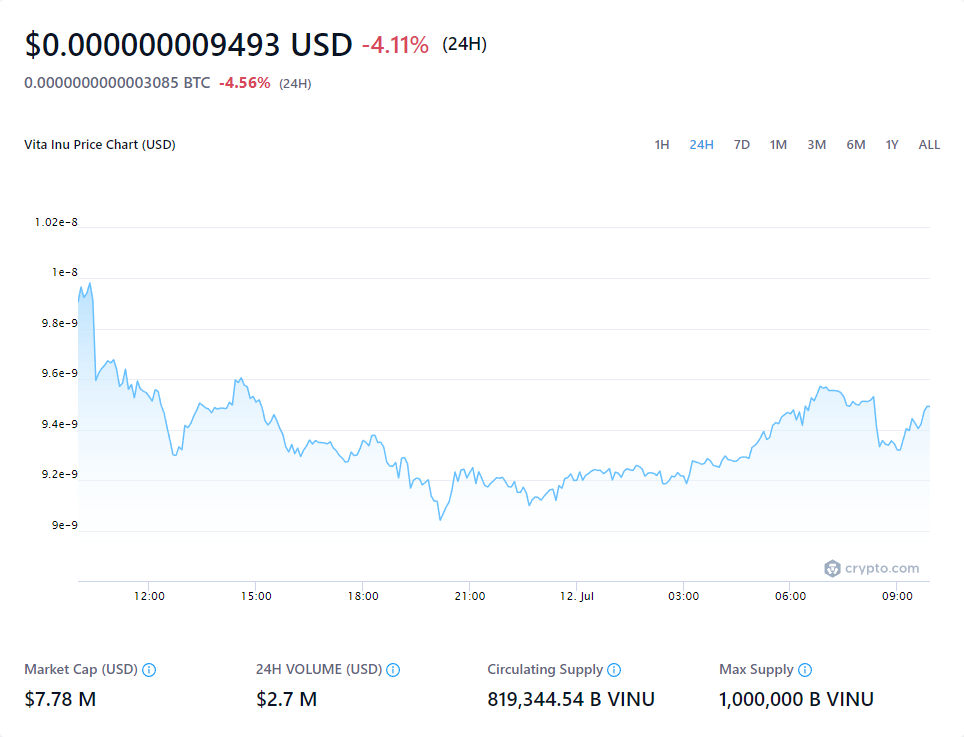 $0.000000009493 USD -4.11% (24H)
0.0000000000003085 BTC -4.56% (24H)
Vita Inu Price Chart (USD)
1H 24H 7D 1M 3M 6M 1Y ALL
1.02e-8
1e-8
9.8e-9
9.6e-9
9.4e-9
9.2e-9
9e-9
crypto.com
12:00 15:00 18:00 21:00 12. Jul 03:00 06:00 09:00
Market Cap (USD) 24H VOLUME (USD) Circulating Supply Max Supply
$7.78 M $2.7 M 819,344.54 B VINU 1,000,000 B VINU